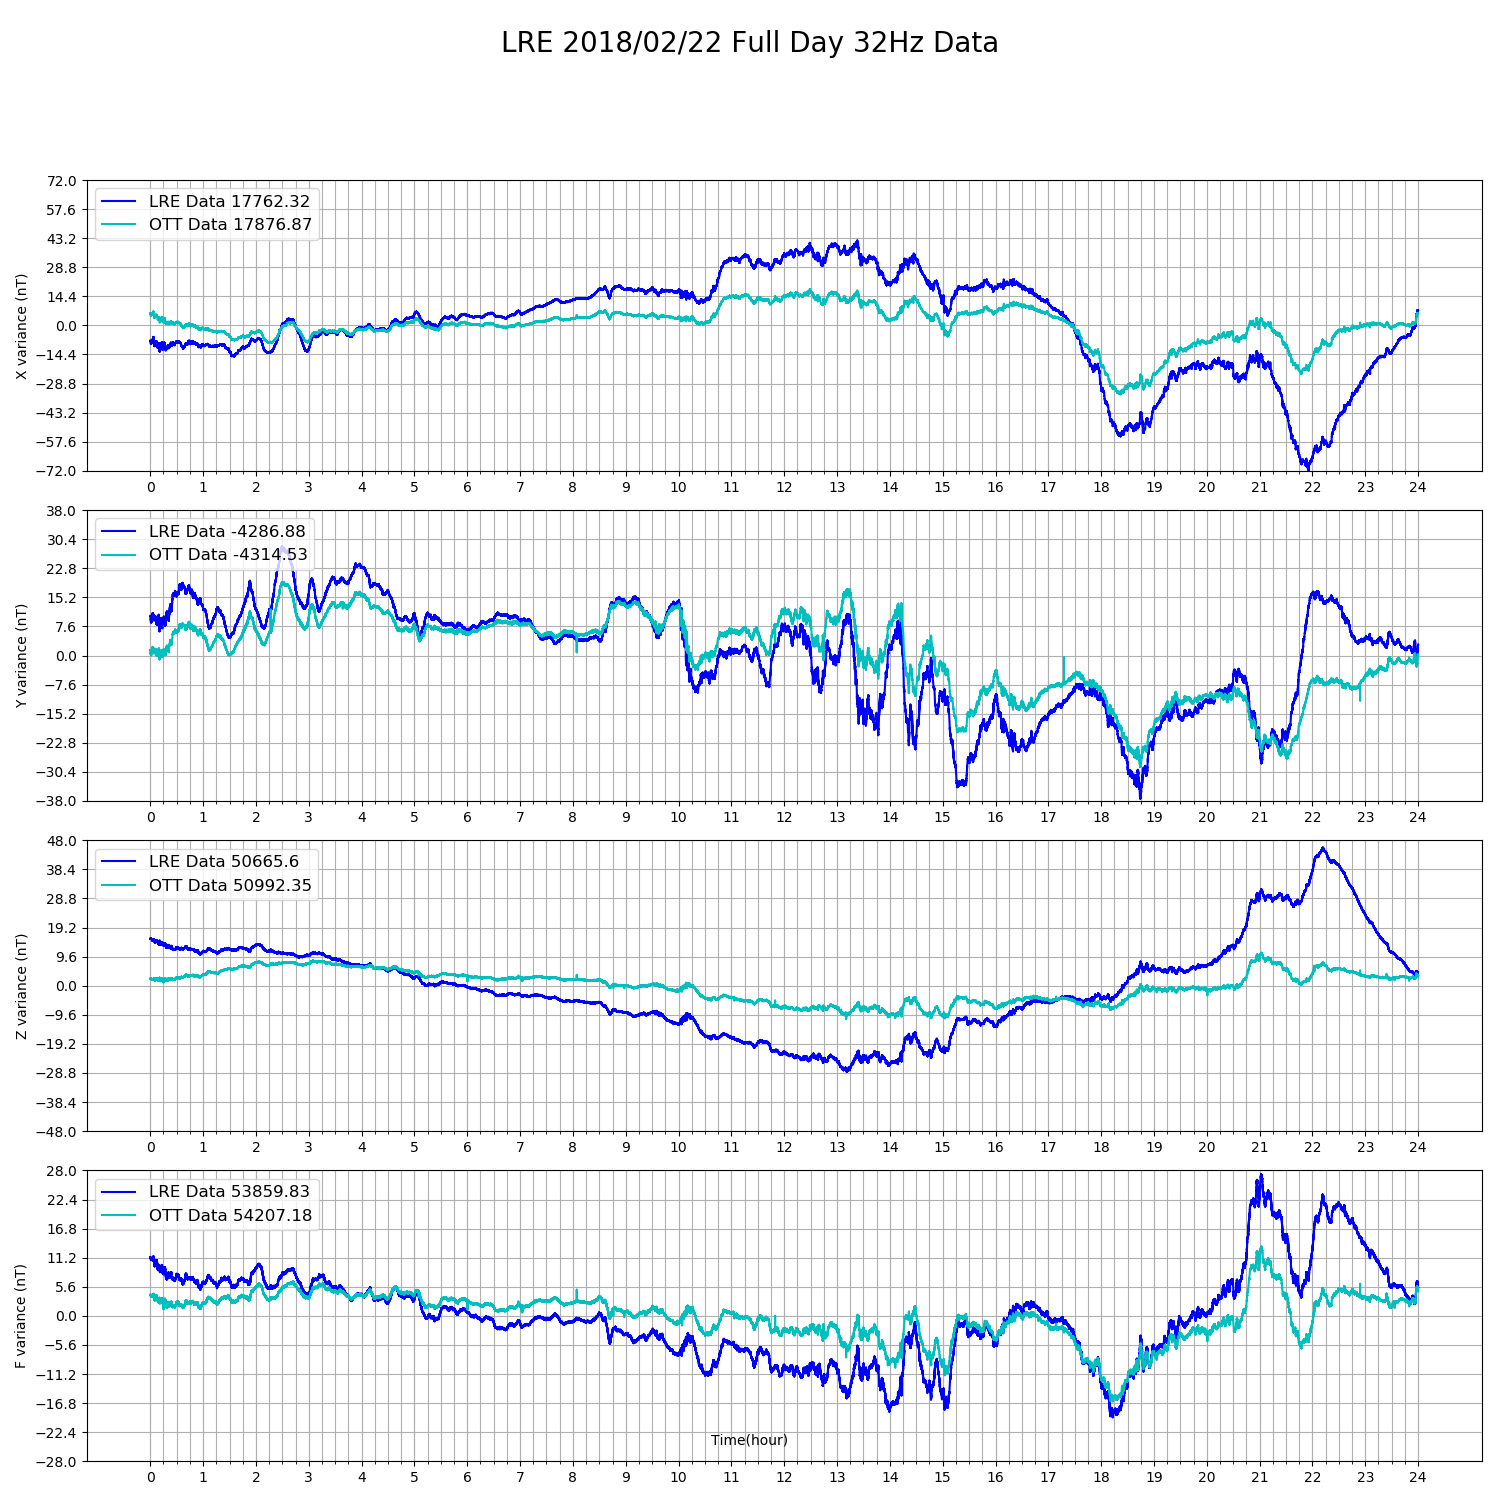 LRE 2018/02/22 Full Day 32Hz Data
72.0
57.6
43.2
28.8
14.4
0.0
−14.4
−28.8
−43.2
−57.6
−72.0
X variance (nT)
LRE Data 17762.32
OTT Data 17876.87
0 1 2 3 4 5 6 7 8 9 10 11 12 13 14 15 16 17 18 19 20 21 22 23 24
38.0
30.4
22.8
15.2
7.6
0.0
−7.6
−15.2
−22.8
−30.4
−38.0
Y variance (nT)
LRE Data -4286.88
OTT Data -4314.53
0 1 2 3 4 5 6 7 8 9 10 11 12 13 14 15 16 17 18 19 20 21 22 23 24
48.0
38.4
28.8
19.2
9.6
0.0
−9.6
−19.2
−28.8
−38.4
−48.0
Z variance (nT)
LRE Data 50665.6
OTT Data 50992.35
0 1 2 3 4 5 6 7 8 9 10 11 12 13 14 15 16 17 18 19 20 21 22 23 24
28.0
22.4
16.8
11.2
5.6
0.0
−5.6
−11.2
−16.8
−22.4
−28.0
F variance (nT)
LRE Data 53859.83
OTT Data 54207.18
Time(hour)
0 1 2 3 4 5 6 7 8 9 10 11 12 13 14 15 16 17 18 19 20 21 22 23 24